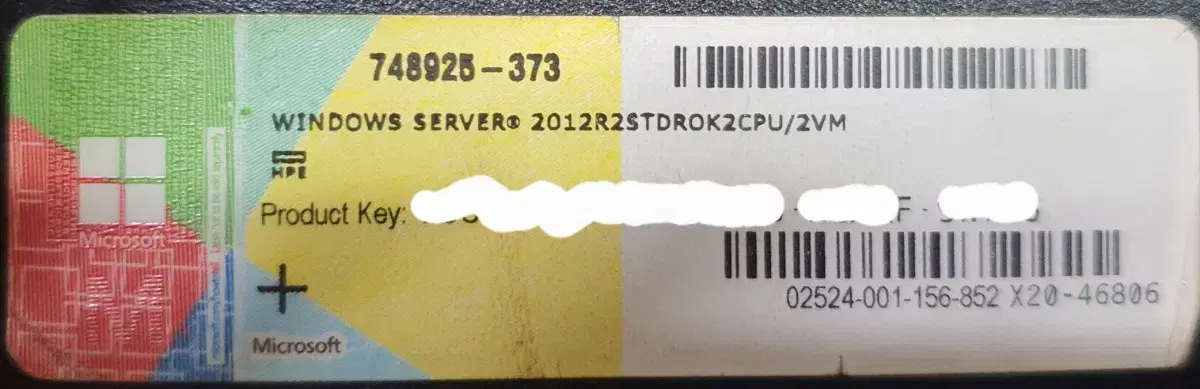 748925-373
WINDOWS SERVER® 2012R2STDROK2CPU/2VM
HPE
Product Key:
Microsoft
02524-001-156-852 X20-46806
Microsoft